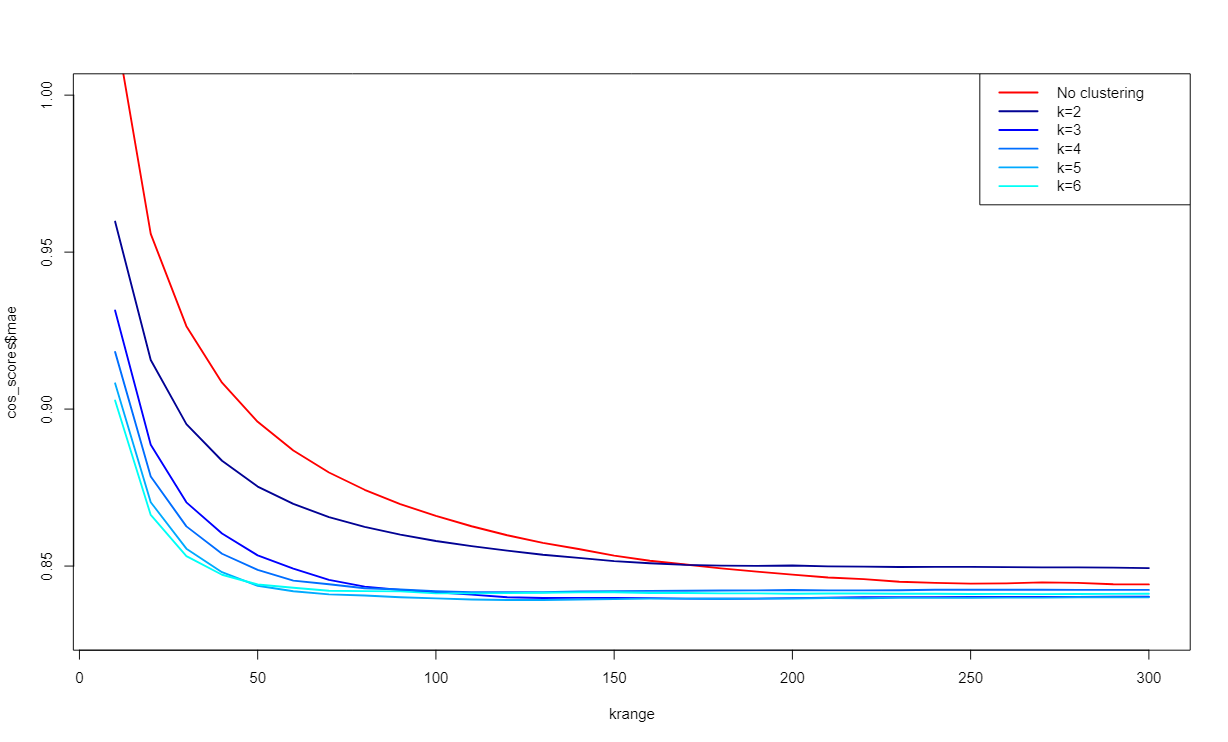 No clustering
k=2
k=3
k=4
k=5
k=6
1.00
0.95
0.90
0.85
cos_scores$mae
0 50 100 150 200 250 300
krange